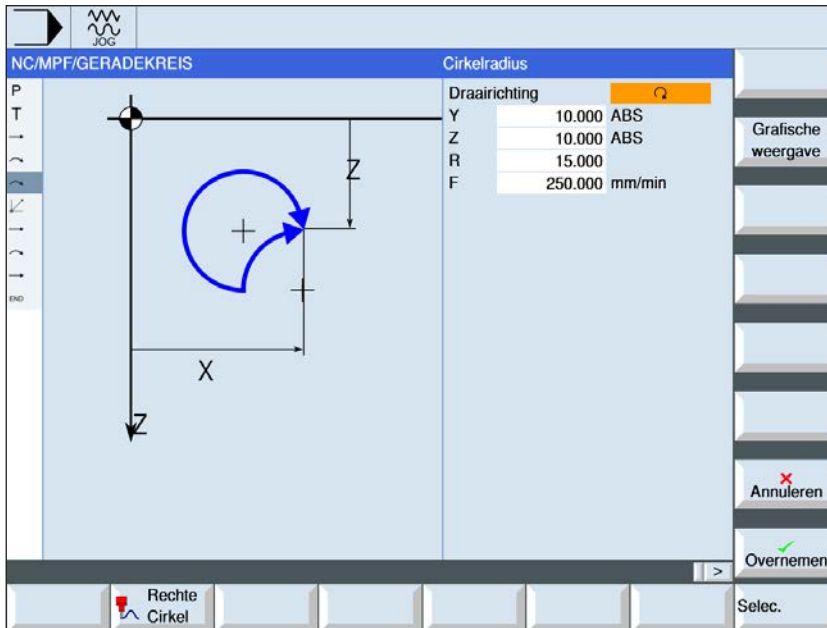 JOG
NC/MPF/GERADEKREIS
Cirkelradius
P
T
END
Z
X
Z
Draairichting
Y 10.000 ABS
Z 10.000 ABS
R 15.000
F 250.000 mm/min
Grafische
weergave
Annuleren
Overnemen
>
Rechte
Cirkel
Selec.